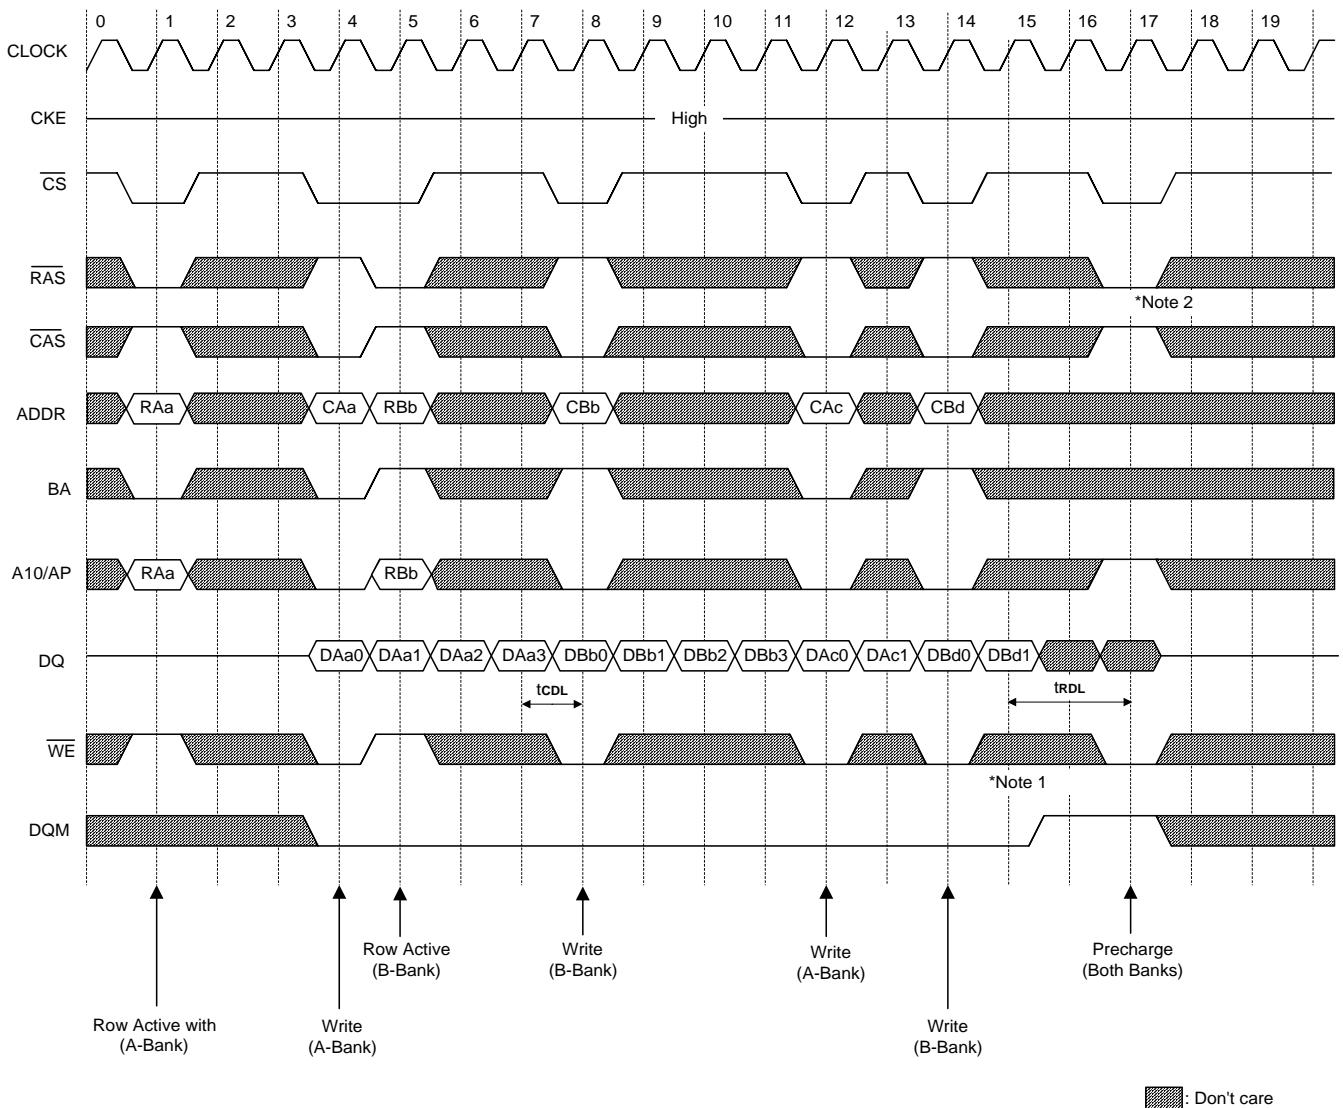 0 1 2 3 4 5 6 7 8 9 10 11 12 13 14 15 16 17 18 19
CLOCK
CKE High
CS
RAS
*Note 2
CAS
ADDR RAa CAa RBb CBb CAc CBd
BA
A10/AP RAa RBb
DQ DAa0 DAa1 DAa2 DAa3 DBb0 DBb1 DBb2 DBb3 DAc0 DAc1 DBd0 DBd1
tCDL tRDL
WE
*Note 1
DQM
Row Active
(B-Bank)
Write
(B-Bank)
Write
(A-Bank)
Precharge
(Both Banks)
Row Active with
(A-Bank)
Write
(A-Bank)
Write
(B-Bank)
: Don't care